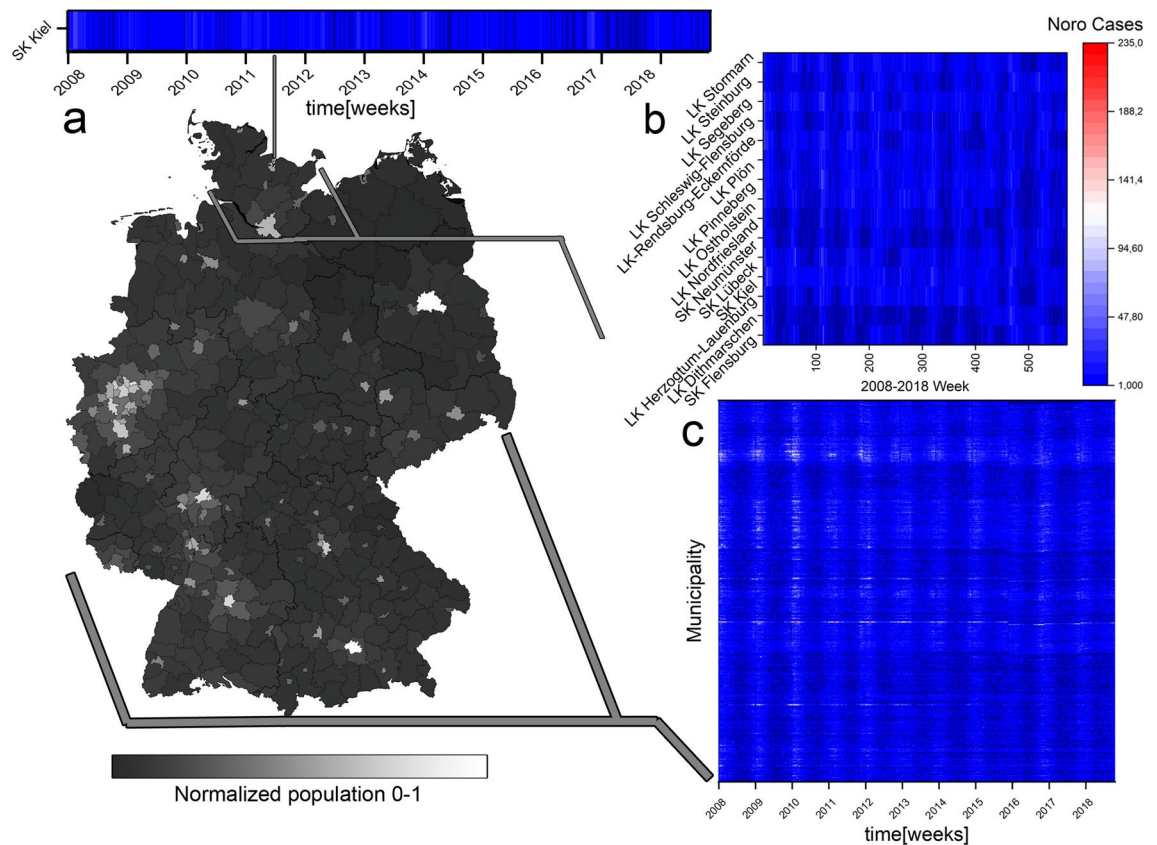 SK Kiel
2008 2009 2010 2011 2012 2013 2014 2015 2016 2017 2018
time[weeks]
a
Normalized population 0-1
b
LK Stormarn
LK Steinburg
LK Segeberg
LK Schleswig-Flensburg
LK-Rendsburg-Eckernförde
LK Plön
LK Pinneberg
LK Ostholstein
LK Nordfriesland
SK Neumünster
SK Lübeck
SK Kiel
LK Herzogtum-Lauenburg
LK Dithmarschen
SK Flensburg
100 200 300 400 500
2008-2018 Week
Noro Cases
235,0
188,2
141,4
94,60
47,80
1,000
c
Municipality
2008 2009 2010 2011 2012 2013 2014 2015 2016 2017 2018
time[weeks]